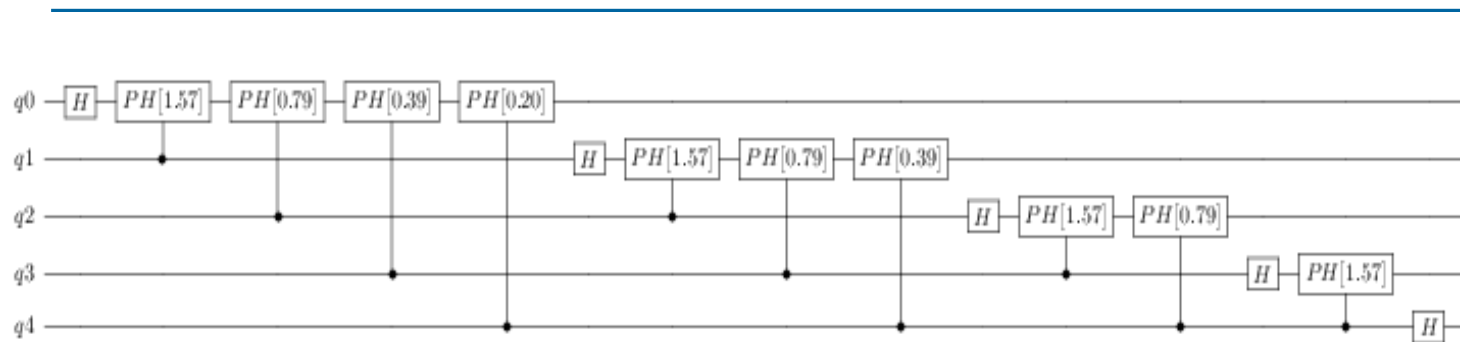 q0 H PH[1.57] PH[0.79] PH[0.39] PH[0.20]
q1 H PH[1.57] PH[0.79] PH[0.39]
q2 H PH[1.57] PH[0.79]
q3 H PH[1.57]
q4 H